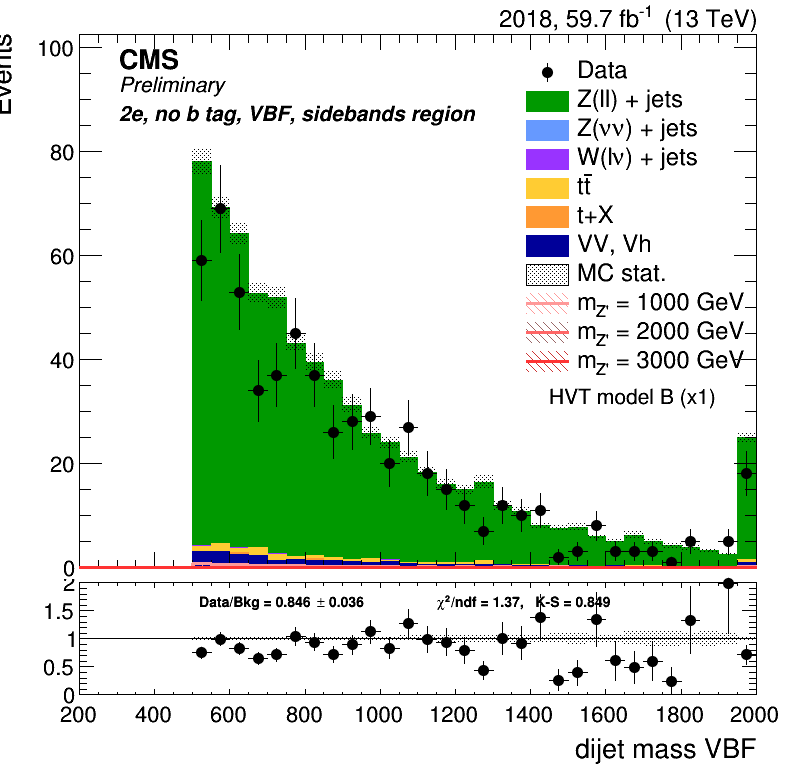 2018, 59.7 fb⁻¹ (13 TeV)
Events
100
80
60
40
20
0
CMS
Preliminary
2e, no b tag, VBF, sidebands region
Data
Z(ll) + jets
Z(νν) + jets
W(lν) + jets
tt̄
t+X
VV, Vh
MC stat.
m_Z' = 1000 GeV
m_Z' = 2000 GeV
m_Z' = 3000 GeV
HVT model B (x1)
2
1.5
1
0.5
0
Data/Bkg = 0.846 ± 0.036
χ²/ndf = 1.37, K-S = 0.849
200 400 600 800 1000 1200 1400 1600 1800 2000
dijet mass VBF